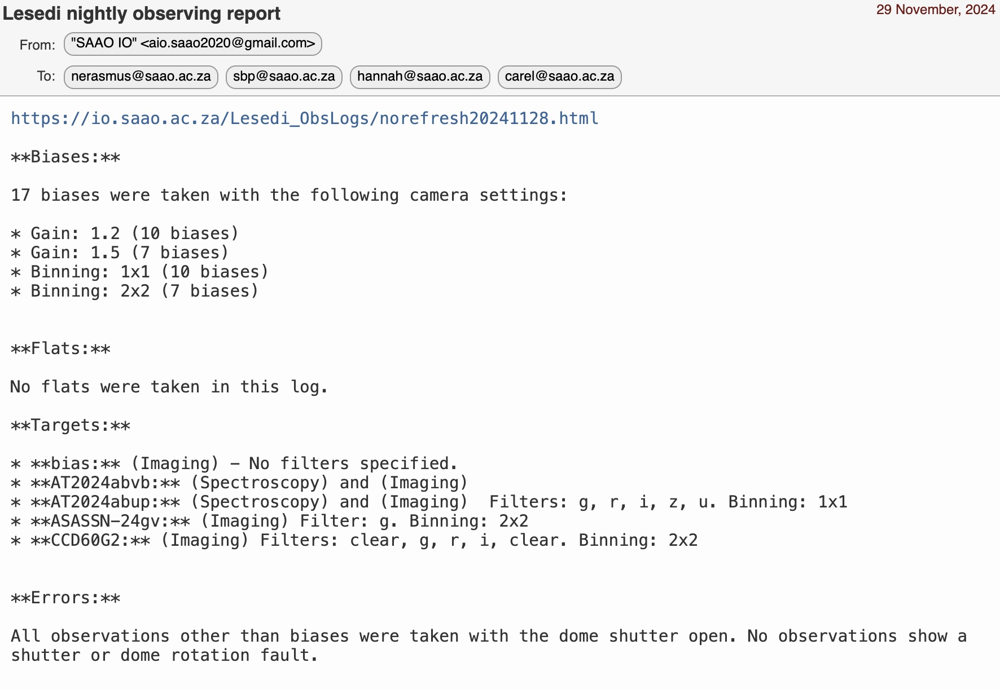 Lesedi nightly observing report
29 November, 2024
From: "SAAO IO" <aio.saao2020@gmail.com>
To: nerasmus@saao.ac.za sbp@saao.ac.za hannah@saao.ac.za carel@saao.ac.za
https://io.saao.ac.za/Lesedi_ObsLogs/norefresh20241128.html
**Biases:**
17 biases were taken with the following camera settings:
* Gain: 1.2 (10 biases)
* Gain: 1.5 (7 biases)
* Binning: 1x1 (10 biases)
* Binning: 2x2 (7 biases)
**Flats:**
No flats were taken in this log.
**Targets:**
* **bias:** (Imaging) – No filters specified.
* **AT2024abvb:** (Spectroscopy) and (Imaging)
* **AT2024abup:** (Spectroscopy) and (Imaging)  Filters: g, r, i, z, u. Binning: 1x1
* **ASASSN–24gv:** (Imaging) Filter: g. Binning: 2x2
* **CCD60G2:** (Imaging) Filters: clear, g, r, i, clear. Binning: 2x2
**Errors:**
All observations other than biases were taken with the dome shutter open. No observations show a
shutter or dome rotation fault.